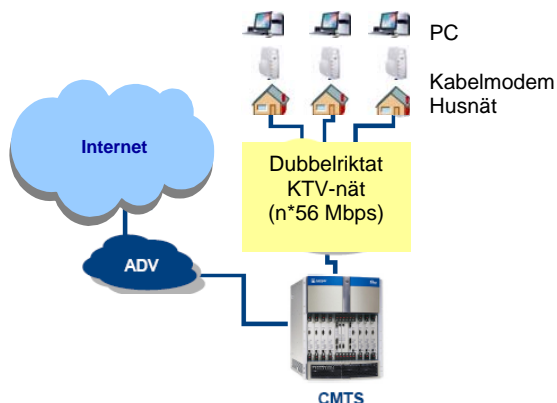 PC
Kabelmodem
Husnät
Internet
Dubbelriktat
KTV-nät
(n*56 Mbps)
ADV
CMTS